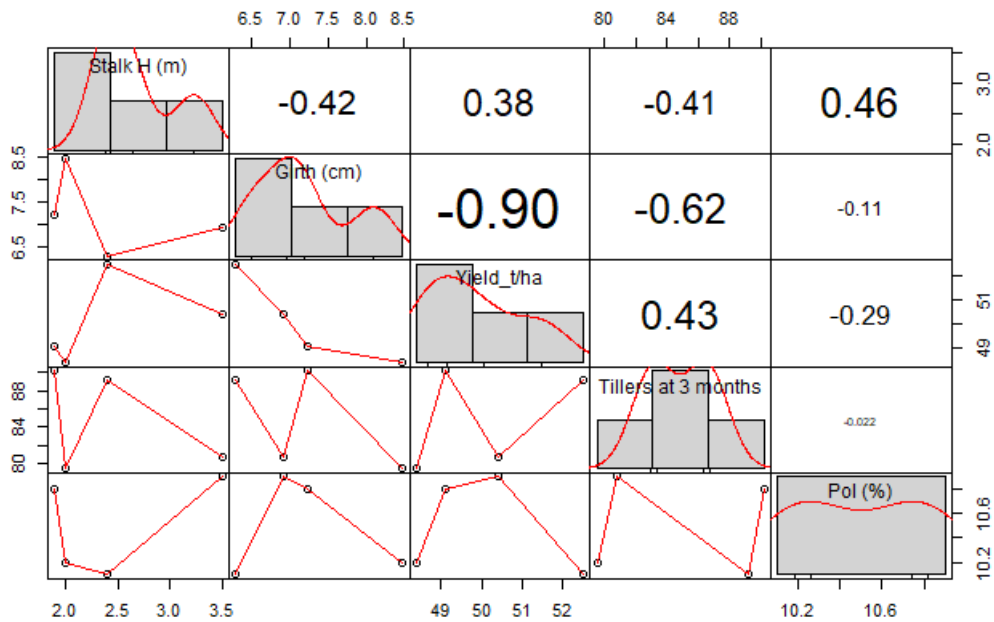 6.5 7.0 7.5 8.0 8.5 80 84 88
Stalk H (m) -0.42 0.38 -0.41 0.46 2.0 3.0
6.5 7.5 8.5 Girth (cm) -0.90 -0.62 -0.11
Yield_t/ha 0.43 -0.29 49 51
80 84 88 Tillers at 3 months -0.022
Pol (%) 10.2 10.6
2.0 2.5 3.0 3.5 49 50 51 52 10.2 10.6